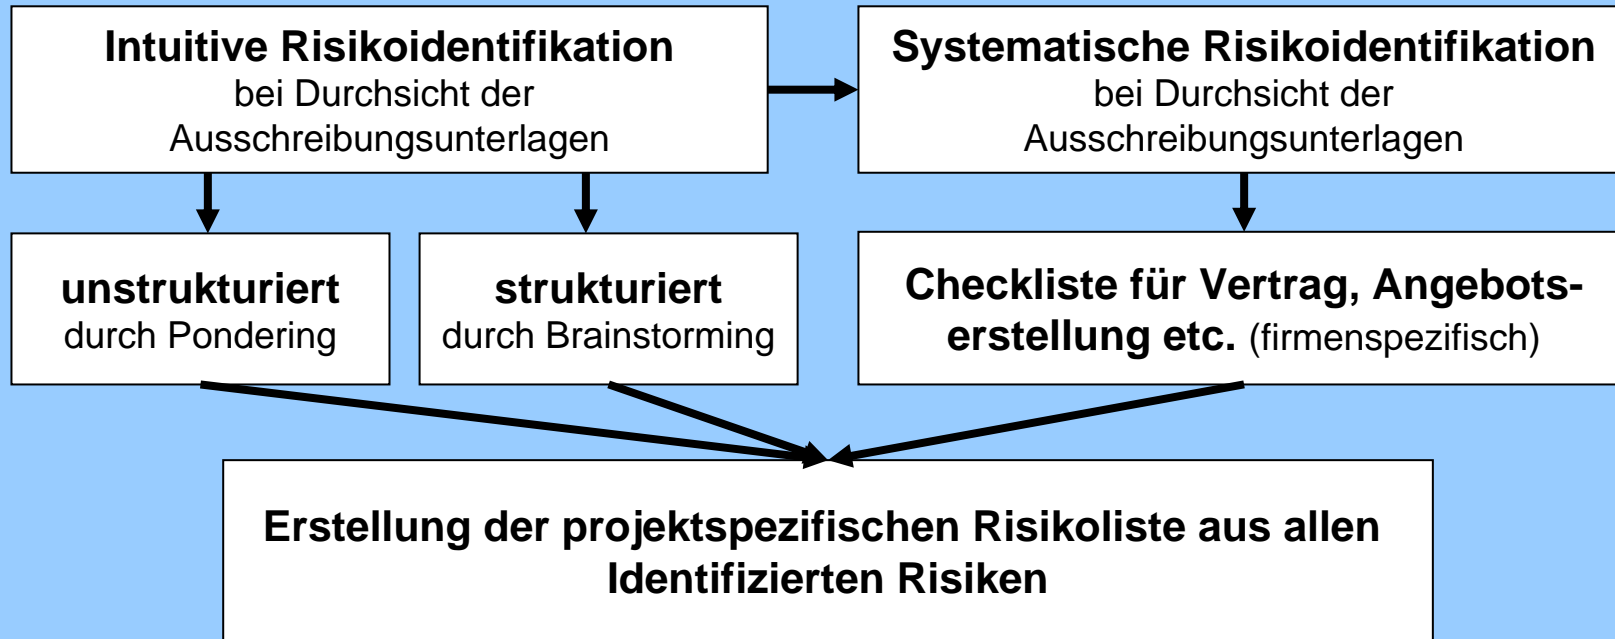 Intuitive Risikoidentifikation
bei Durchsicht der
Ausschreibungsunterlagen
Systematische Risikoidentifikation
bei Durchsicht der
Ausschreibungsunterlagen
unstrukturiert
durch Pondering
strukturiert
durch Brainstorming
Checkliste für Vertrag, Angebots-
erstellung etc. (firmenspezifisch)
Erstellung der projektspezifischen Risikoliste aus allen
Identifizierten Risiken